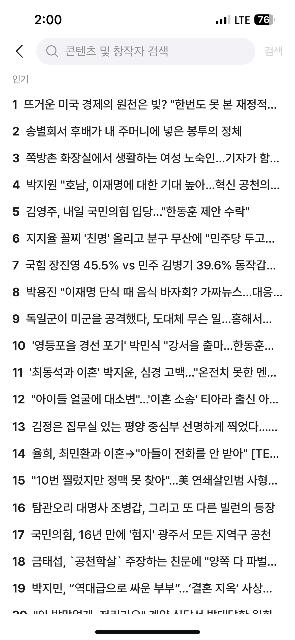 2:00
LTE 76
콘텐츠 및 창작자 검색
검색
인기
1 뜨거운 미국 경제의 원천은 빚? "한번도 못 본 재정적...
2 송별회서 후배가 내 주머니에 넣은 봉투의 정체
3 쪽방촌 화장실에서 생활하는 여성 노숙인...기자가 함...
4 박지원 "호남, 이재명에 대한 기대 높아...혁신 공천의...
5 김영주, 내일 국민의힘 입당..."한동훈 제안 수락"
6 지지율 꼴찌 '친명' 올리고 분구 무산에 "민주당 두고...
7 국힘 장진영 45.5% vs 민주 김병기 39.6% 동작갑...
8 박용진 "이재명 단식 때 음식 바자회? 가짜뉴스...대응...
9 독일군이 미군을 공격했다, 도대체 무슨 일...홍해서...
10 '영등포을 경선 포기' 박민식 "강서을 출마...한동훈...
11 '최동석과 이혼' 박지윤, 심경 고백..."온전치 못한 멘...
12 "아이들 얼굴에 대소변"...'이혼 소송' 티아라 출신 아...
13 김정은 집무실 있는 평양 중심부 선명하게 찍었다......
14 율희, 최민환과 이혼→"아들이 전화를 안 받아" [TE...
15 "10번 찔렀지만 정맥 못 찾아"...美 연쇄살인범 사형...
16 탐관오리 대명사 조병갑, 그리고 또 다른 빌런의 등장
17 국민의힘, 16년 만에 '험지' 광주서 모든 지역구 공천
18 금태섭, `공천학살` 주장하는 친문에 "양쪽 다 파벌...
19 박지민, “역대급으로 싸운 부부”...‘결혼 지옥’ 사상...
20